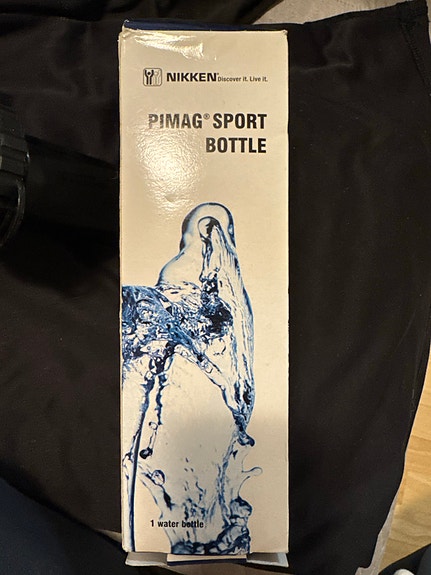 NIKKEN Discover it. Live it.
PIMAG® SPORT
BOTTLE
1 water bottle